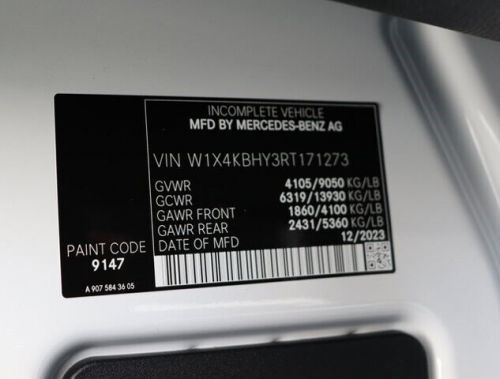 INCOMPLETE VEHICLE
MFD BY MERCEDES-BENZ AG
VIN W1X4KBHY3RT171273
GVWR 4105/9050 KG/LB
GCWR 6319/13930 KG/LB
GAWR FRONT 1860/4100 KG/LB
GAWR REAR 2431/5360 KG/LB
DATE OF MFD 12/2023
PAINT CODE
9147
A 907 584 36 05